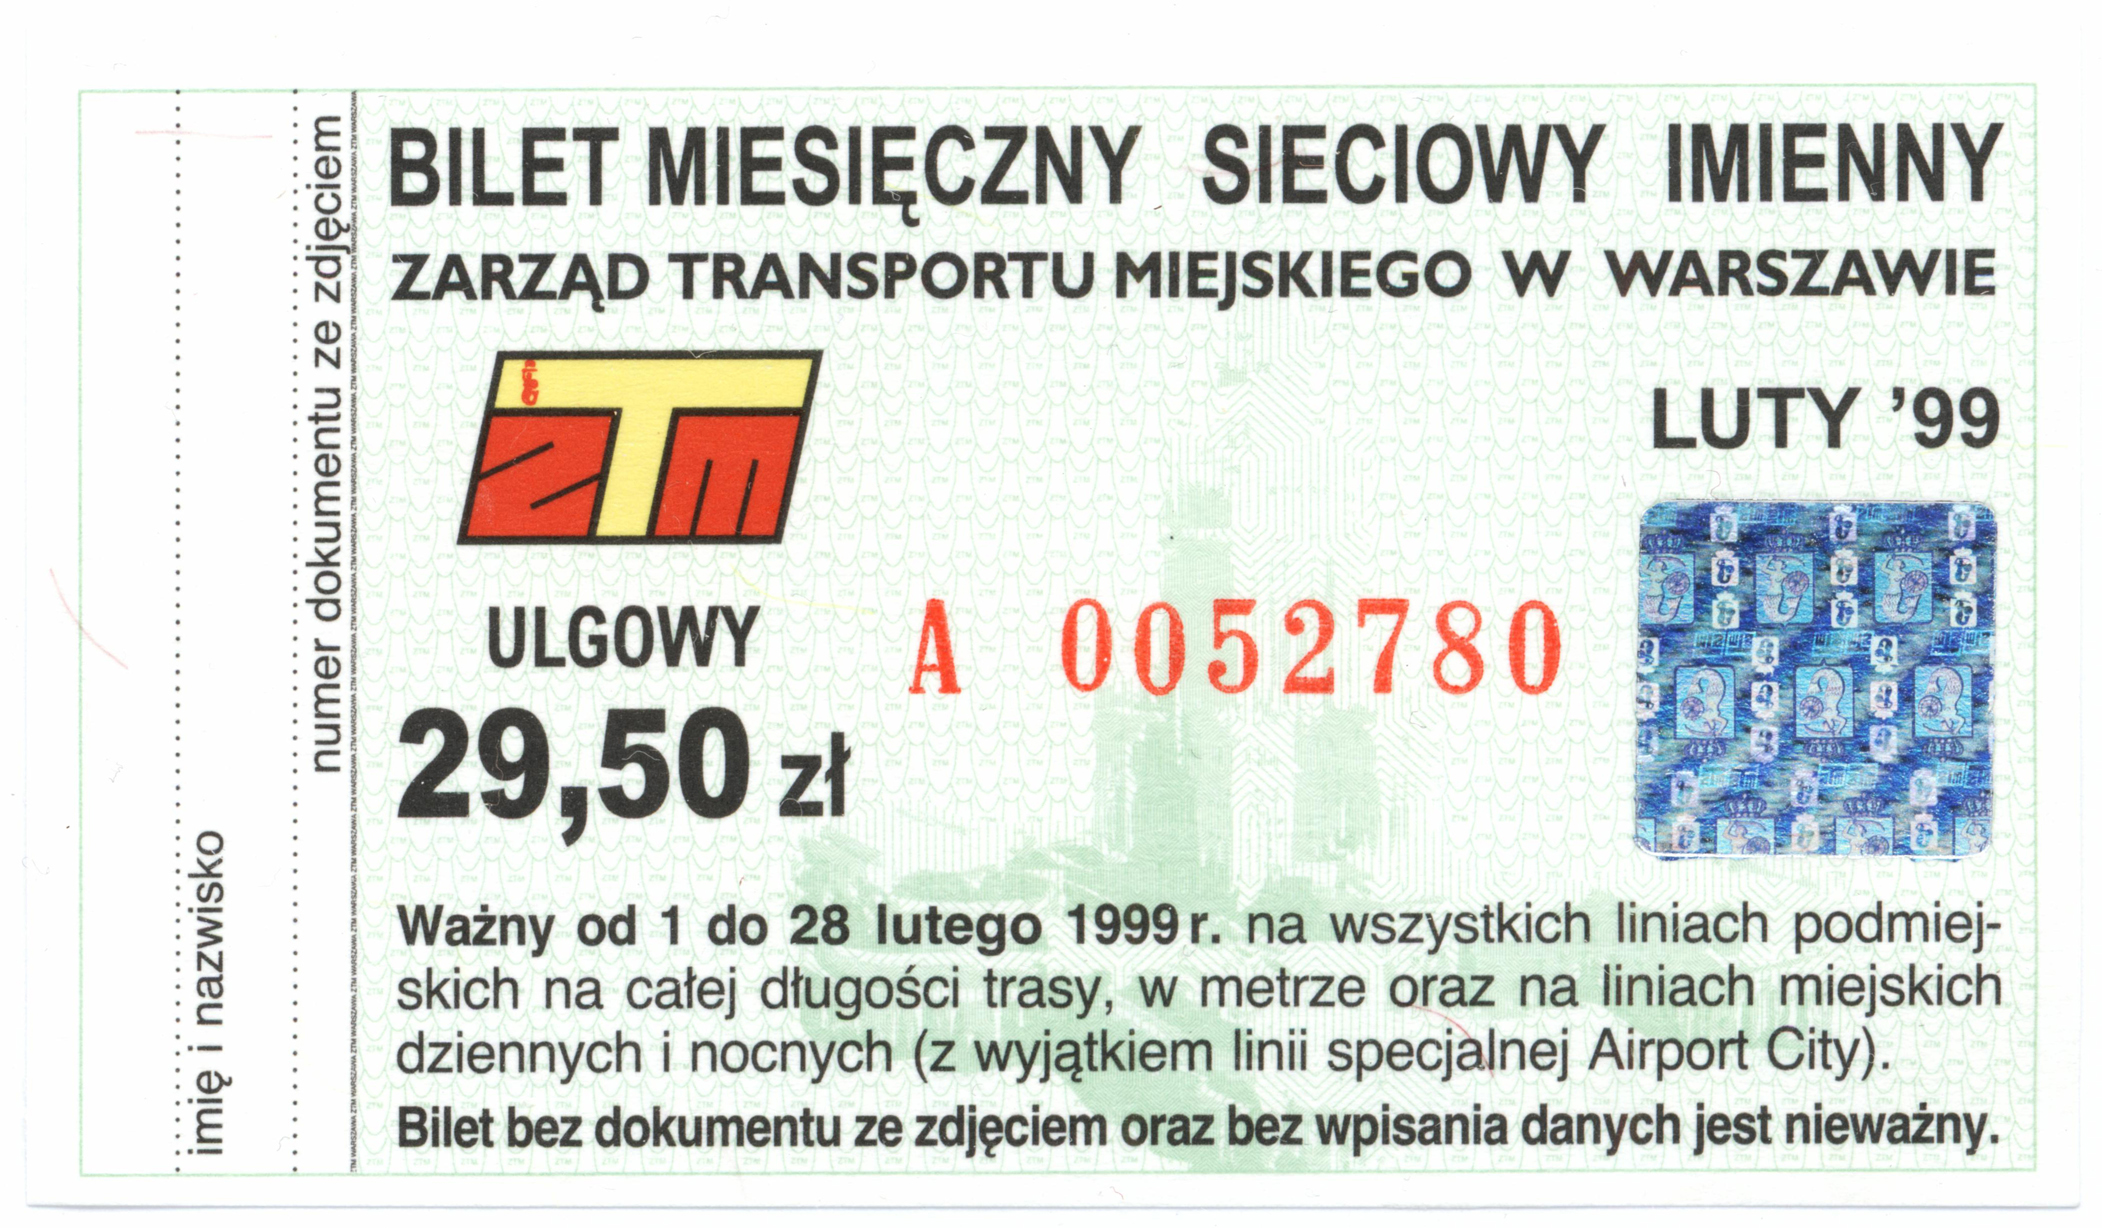 BILET MIESIĘCZNY SIECIOWY IMIENNY
ZARZĄD TRANSPORTU MIEJSKIEGO W WARSZAWIE
ZTM
LUTY '99
ULGOWY
A 0052780
29,50 zł
Ważny od 1 do 28 lutego 1999 r. na wszystkich liniach podmiej-
skich na całej długości trasy, w metrze oraz na liniach miejskich
dziennych i nocnych (z wyjątkiem linii specjalnej Airport City).
Bilet bez dokumentu ze zdjęciem oraz bez wpisania danych jest nieważny.
numer dokumentu ze zdjęciem
imię i nazwisko